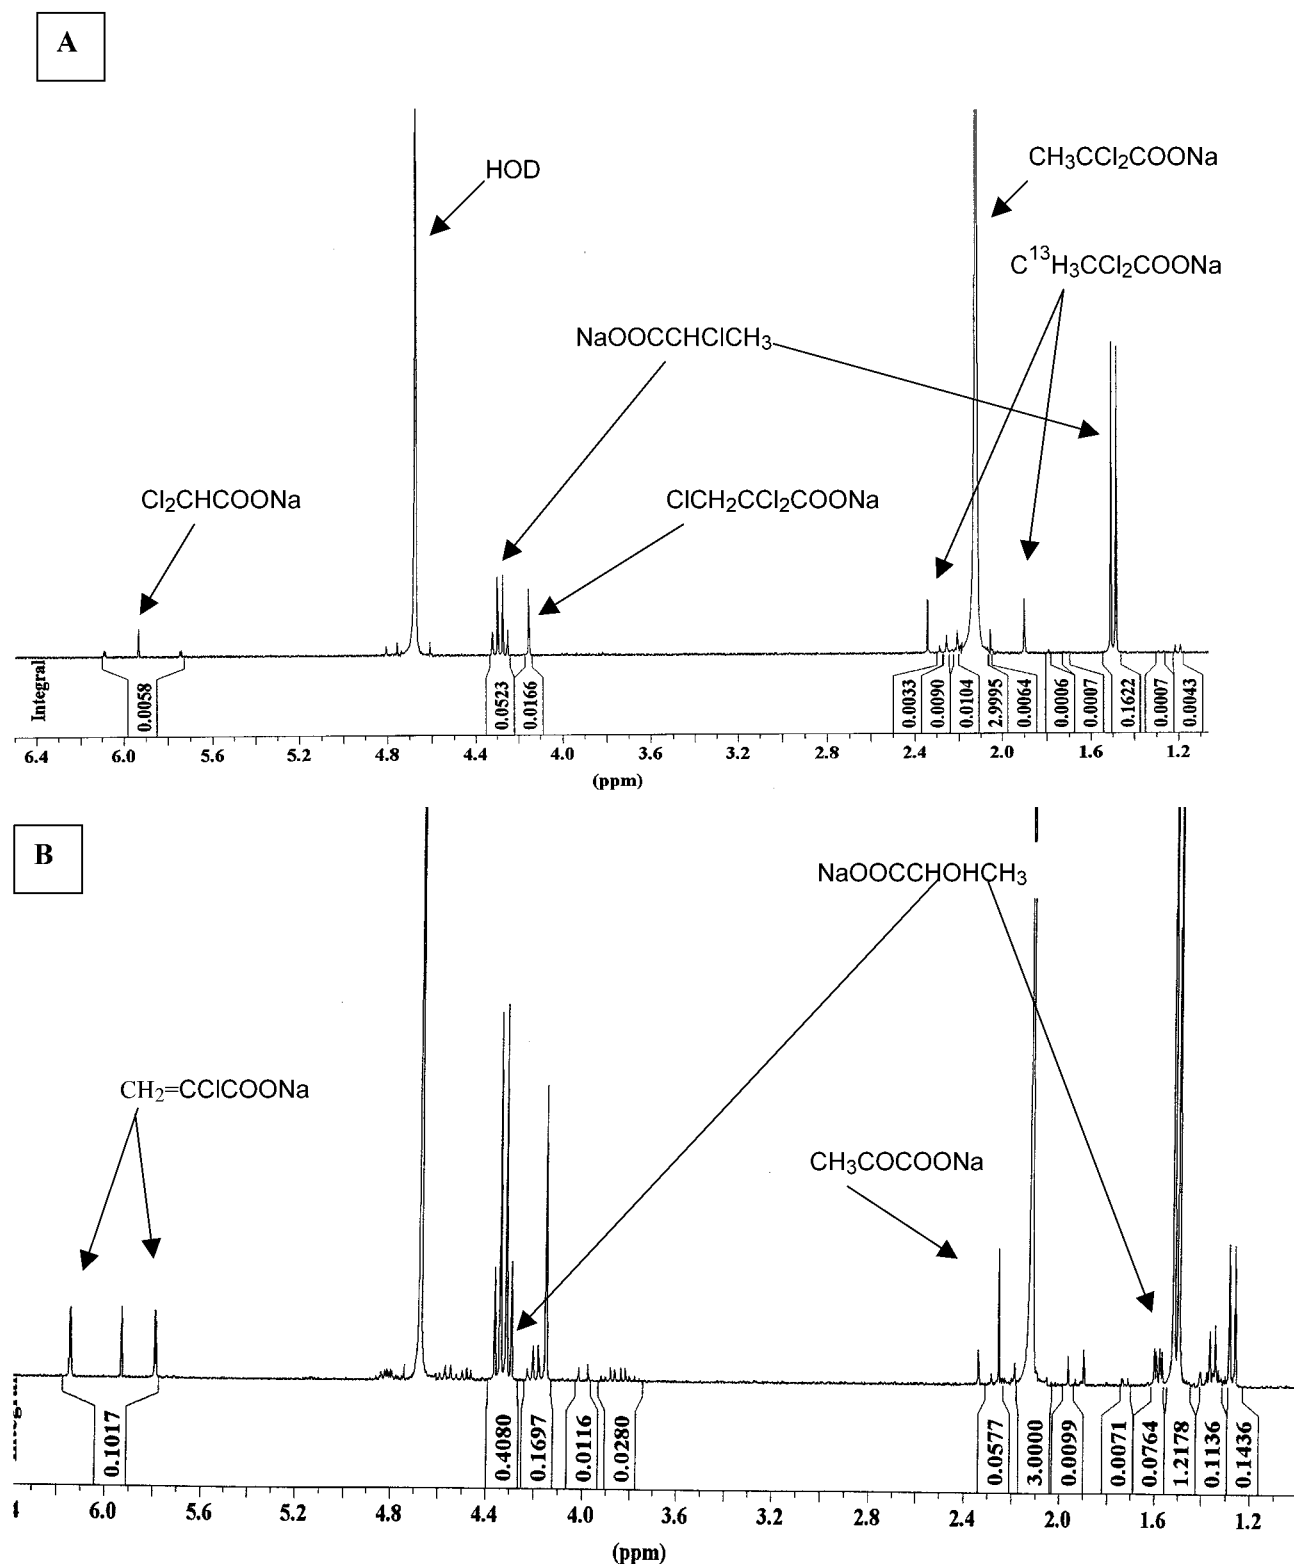 A
HOD
CH3CCl2COONa
C13H3CCl2COONa
NaOOCCHClCH3
Cl2CHCOONa
ClCH2CCl2COONa
Integral
0.0058
0.0523
0.0166
0.0033
0.0090
0.0104
2.9995
0.0064
0.0006
0.0007
0.1622
0.0007
0.0043
6.4 6.0 5.6 5.2 4.8 4.4 4.0 3.6 3.2 2.8 2.4 2.0 1.6 1.2
(ppm)
B
NaOOCCHOHCH3
CH2=CClCOONa
CH3COCOONa
0.1017
0.4080
0.1697
0.0116
0.0280
0.0577
3.0000
0.0099
0.0071
0.0764
1.2178
0.1136
0.1436
6.0 5.6 5.2 4.8 4.4 4.0 3.6 3.2 2.8 2.4 2.0 1.6 1.2
(ppm)